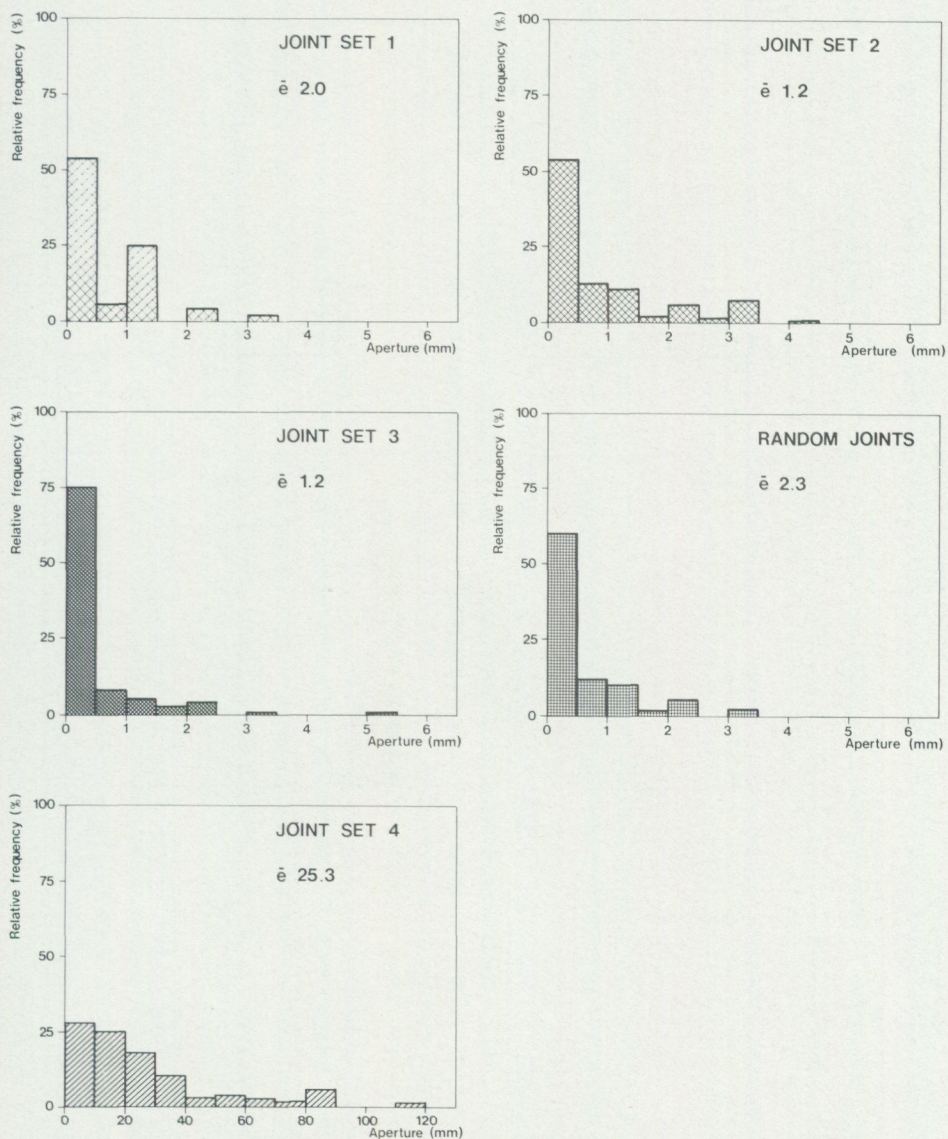 JOINT SET 1
ē 2.0
Relative frequency (%)
100
75
50
25
0
0 1 2 3 4 5 6
Aperture (mm)
JOINT SET 2
ē 1.2
Relative frequency (%)
100
75
50
25
0
0 1 2 3 4 5 6
Aperture (mm)
JOINT SET 3
ē 1.2
Relative frequency (%)
100
75
50
25
0
0 1 2 3 4 5 6
Aperture (mm)
RANDOM JOINTS
ē 2.3
Relative frequency (%)
100
75
50
25
0
0 1 2 3 4 5 6
Aperture (mm)
JOINT SET 4
ē 25.3
Relative frequency (%)
100
75
50
25
0
0 20 40 60 80 100 120
Aperture (mm)